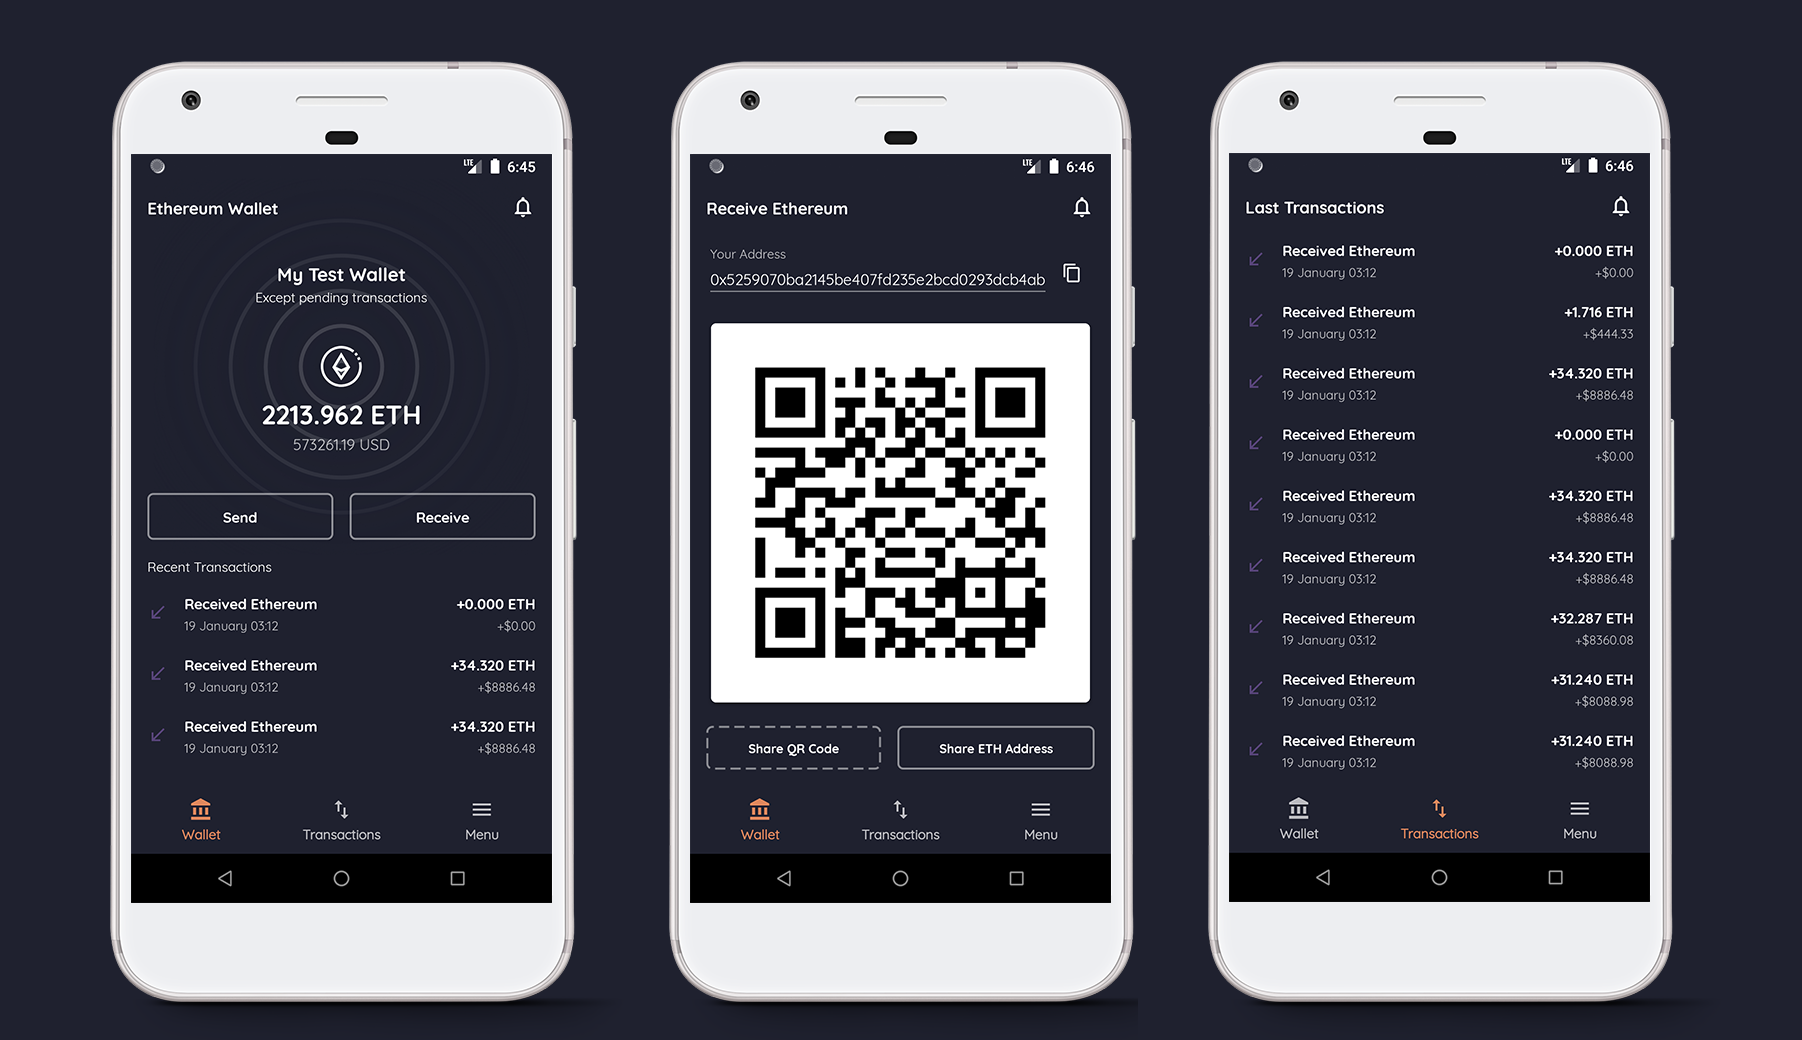 LTE 6:45
Ethereum Wallet
My Test Wallet
Except pending transactions
2213.962 ETH
573261.19 USD
Send Receive
Recent Transactions
Received Ethereum +0.000 ETH
19 January 03:12 +$0.00
Received Ethereum +34.320 ETH
19 January 03:12 +$8886.48
Received Ethereum +34.320 ETH
19 January 03:12 +$8886.48
Wallet Transactions Menu
LTE 6:46
Receive Ethereum
Your Address
0x5259070ba2145be407fd235e2bcd0293dcb4ab
Share QR Code Share ETH Address
Wallet Transactions Menu
LTE 6:46
Last Transactions
Received Ethereum +0.000 ETH
19 January 03:12 +$0.00
Received Ethereum +1.716 ETH
19 January 03:12 +$444.33
Received Ethereum +34.320 ETH
19 January 03:12 +$8886.48
Received Ethereum +0.000 ETH
19 January 03:12 +$0.00
Received Ethereum +34.320 ETH
19 January 03:12 +$8886.48
Received Ethereum +34.320 ETH
19 January 03:12 +$8886.48
Received Ethereum +32.287 ETH
19 January 03:12 +$8360.08
Received Ethereum +31.240 ETH
19 January 03:12 +$8088.98
Received Ethereum +31.240 ETH
19 January 03:12 +$8088.98
Wallet Transactions Menu